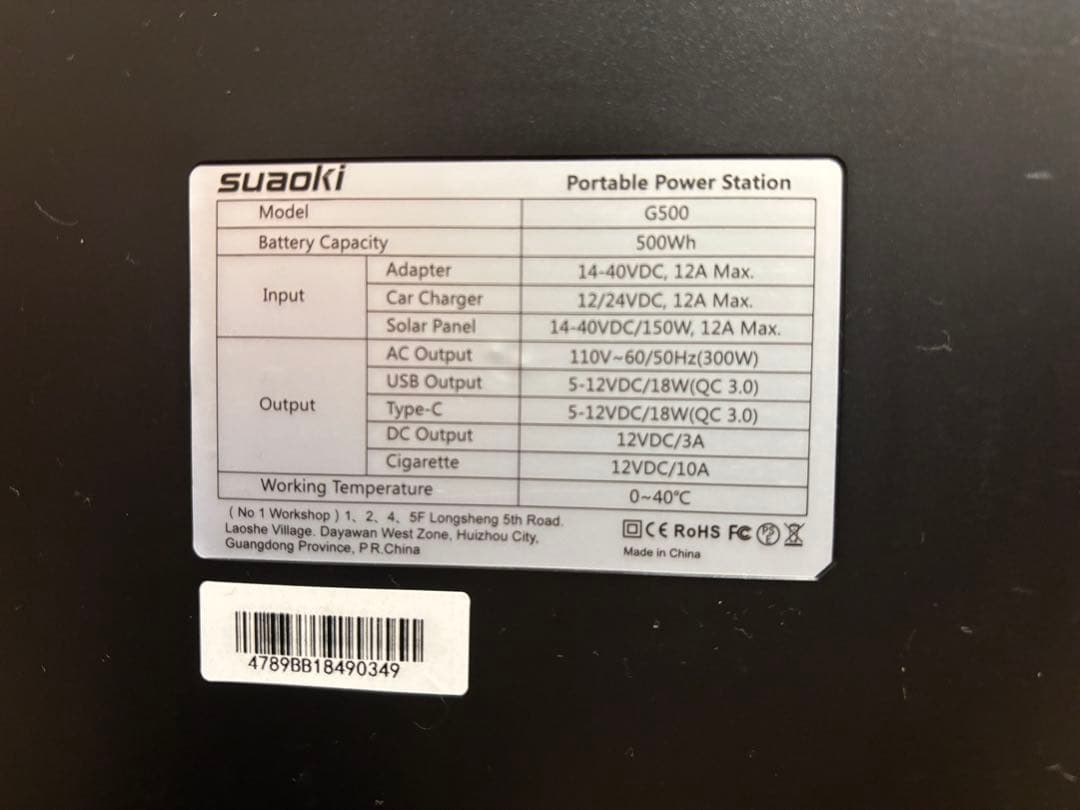 suaoki Portable Power Station
Model G500
Battery Capacity 500Wh
Input Adapter 14-40VDC, 12A Max.
Car Charger 12/24VDC, 12A Max.
Solar Panel 14-40VDC/150W, 12A Max.
Output AC Output 110V~60/50Hz(300W)
USB Output 5-12VDC/18W(QC 3.0)
Type-C 5-12VDC/18W(QC 3.0)
DC Output 12VDC/3A
Cigarette 12VDC/10A
Working Temperature 0~40℃
( No 1 Workshop ) 1、2、4、5F Longsheng 5th Road.
Laoshe Village. Dayawan West Zone, Huizhou City,
Guangdong Province, P R.China
CE RoHS FC PSE
Made in China
4789BB18490349